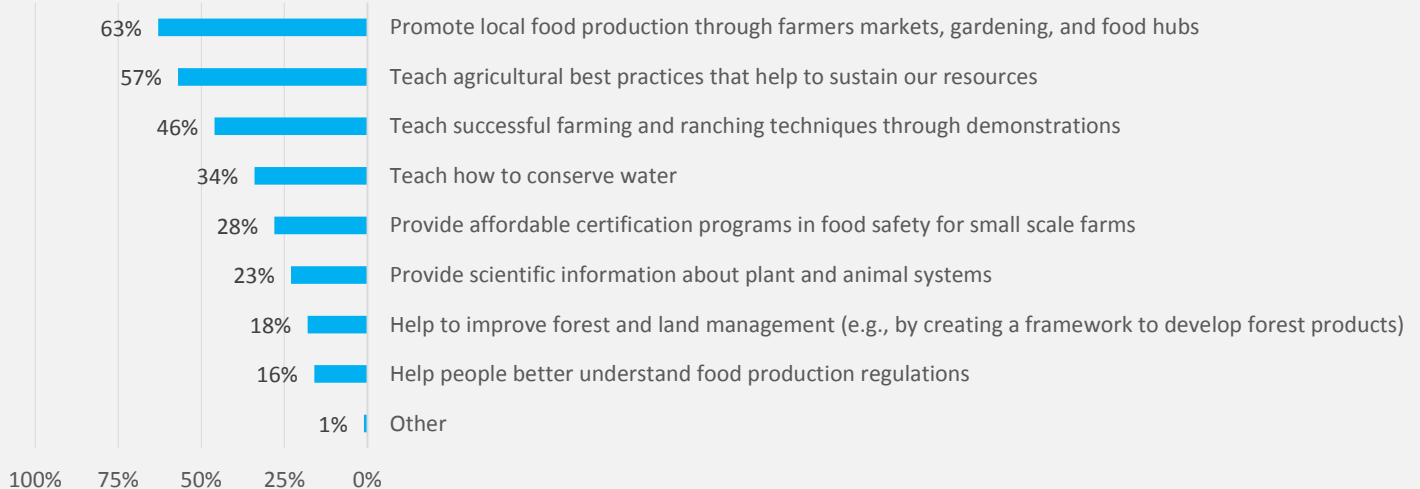 63% Promote local food production through farmers markets, gardening, and food hubs
57% Teach agricultural best practices that help to sustain our resources
46% Teach successful farming and ranching techniques through demonstrations
34% Teach how to conserve water
28% Provide affordable certification programs in food safety for small scale farms
23% Provide scientific information about plant and animal systems
18% Help to improve forest and land management (e.g., by creating a framework to develop forest products)
16% Help people better understand food production regulations
1% Other
100% 75% 50% 25% 0%